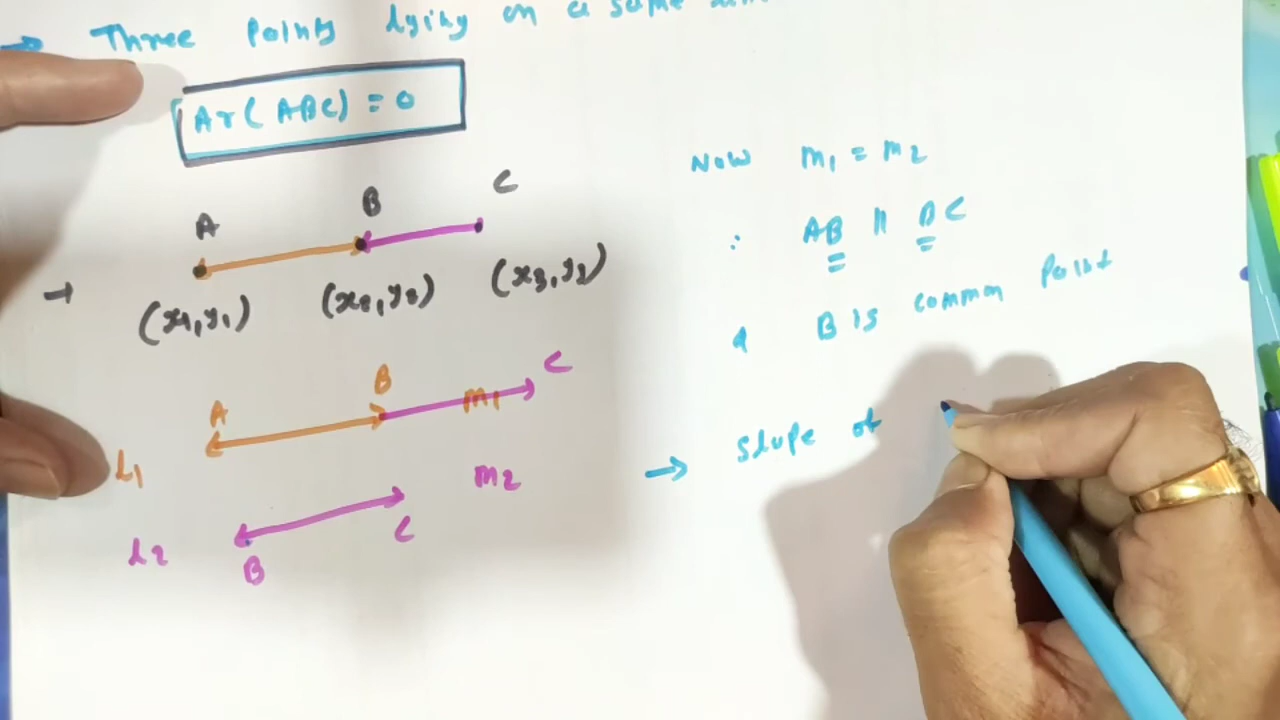 Three Points lying on a same
Ar( ABC) = 0
A B C
(x1,y1) (x2,y2) (x3,y3)
A B m1 C
L1
m2
L2 B C
Now m1 = m2
∴ AB || BC
& B is common Point
→ Slope of